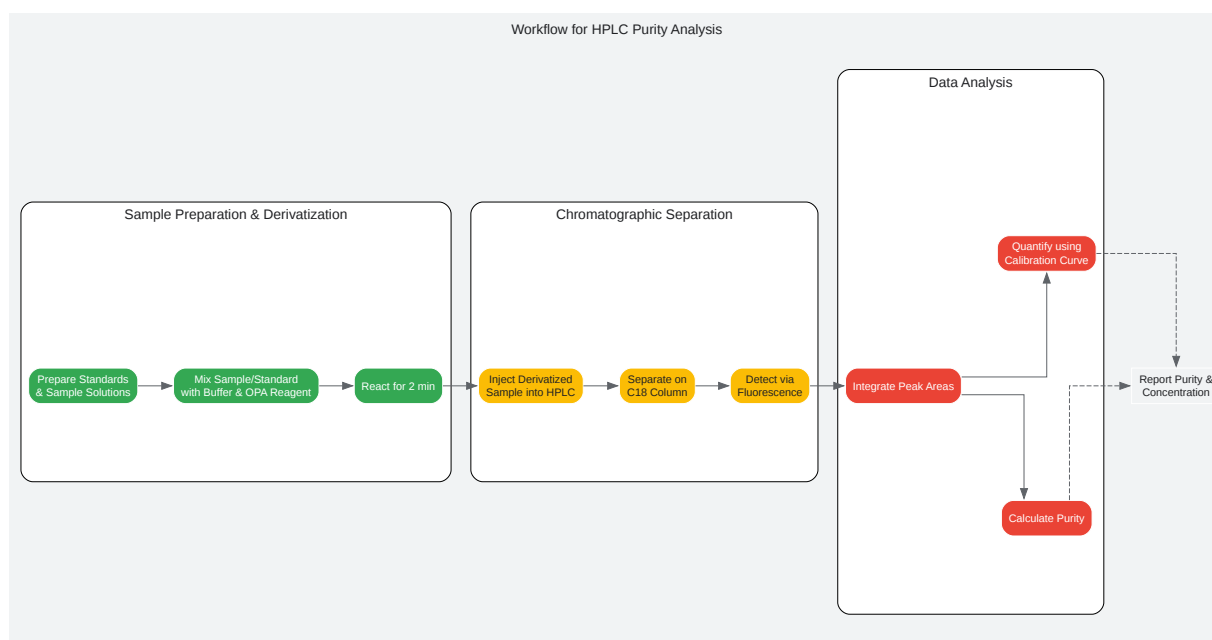 Workflow for HPLC Purity Analysis
Sample Preparation & Derivatization
Prepare Standards
& Sample Solutions
Mix Sample/Standard
with Buffer & OPA Reagent
React for 2 min
Chromatographic Separation
Inject Derivatized
Sample into HPLC
Separate on
C18 Column
Detect via
Fluorescence
Data Analysis
Integrate Peak Areas
Quantify using
Calibration Curve
Calculate Purity
Report Purity &
Concentration